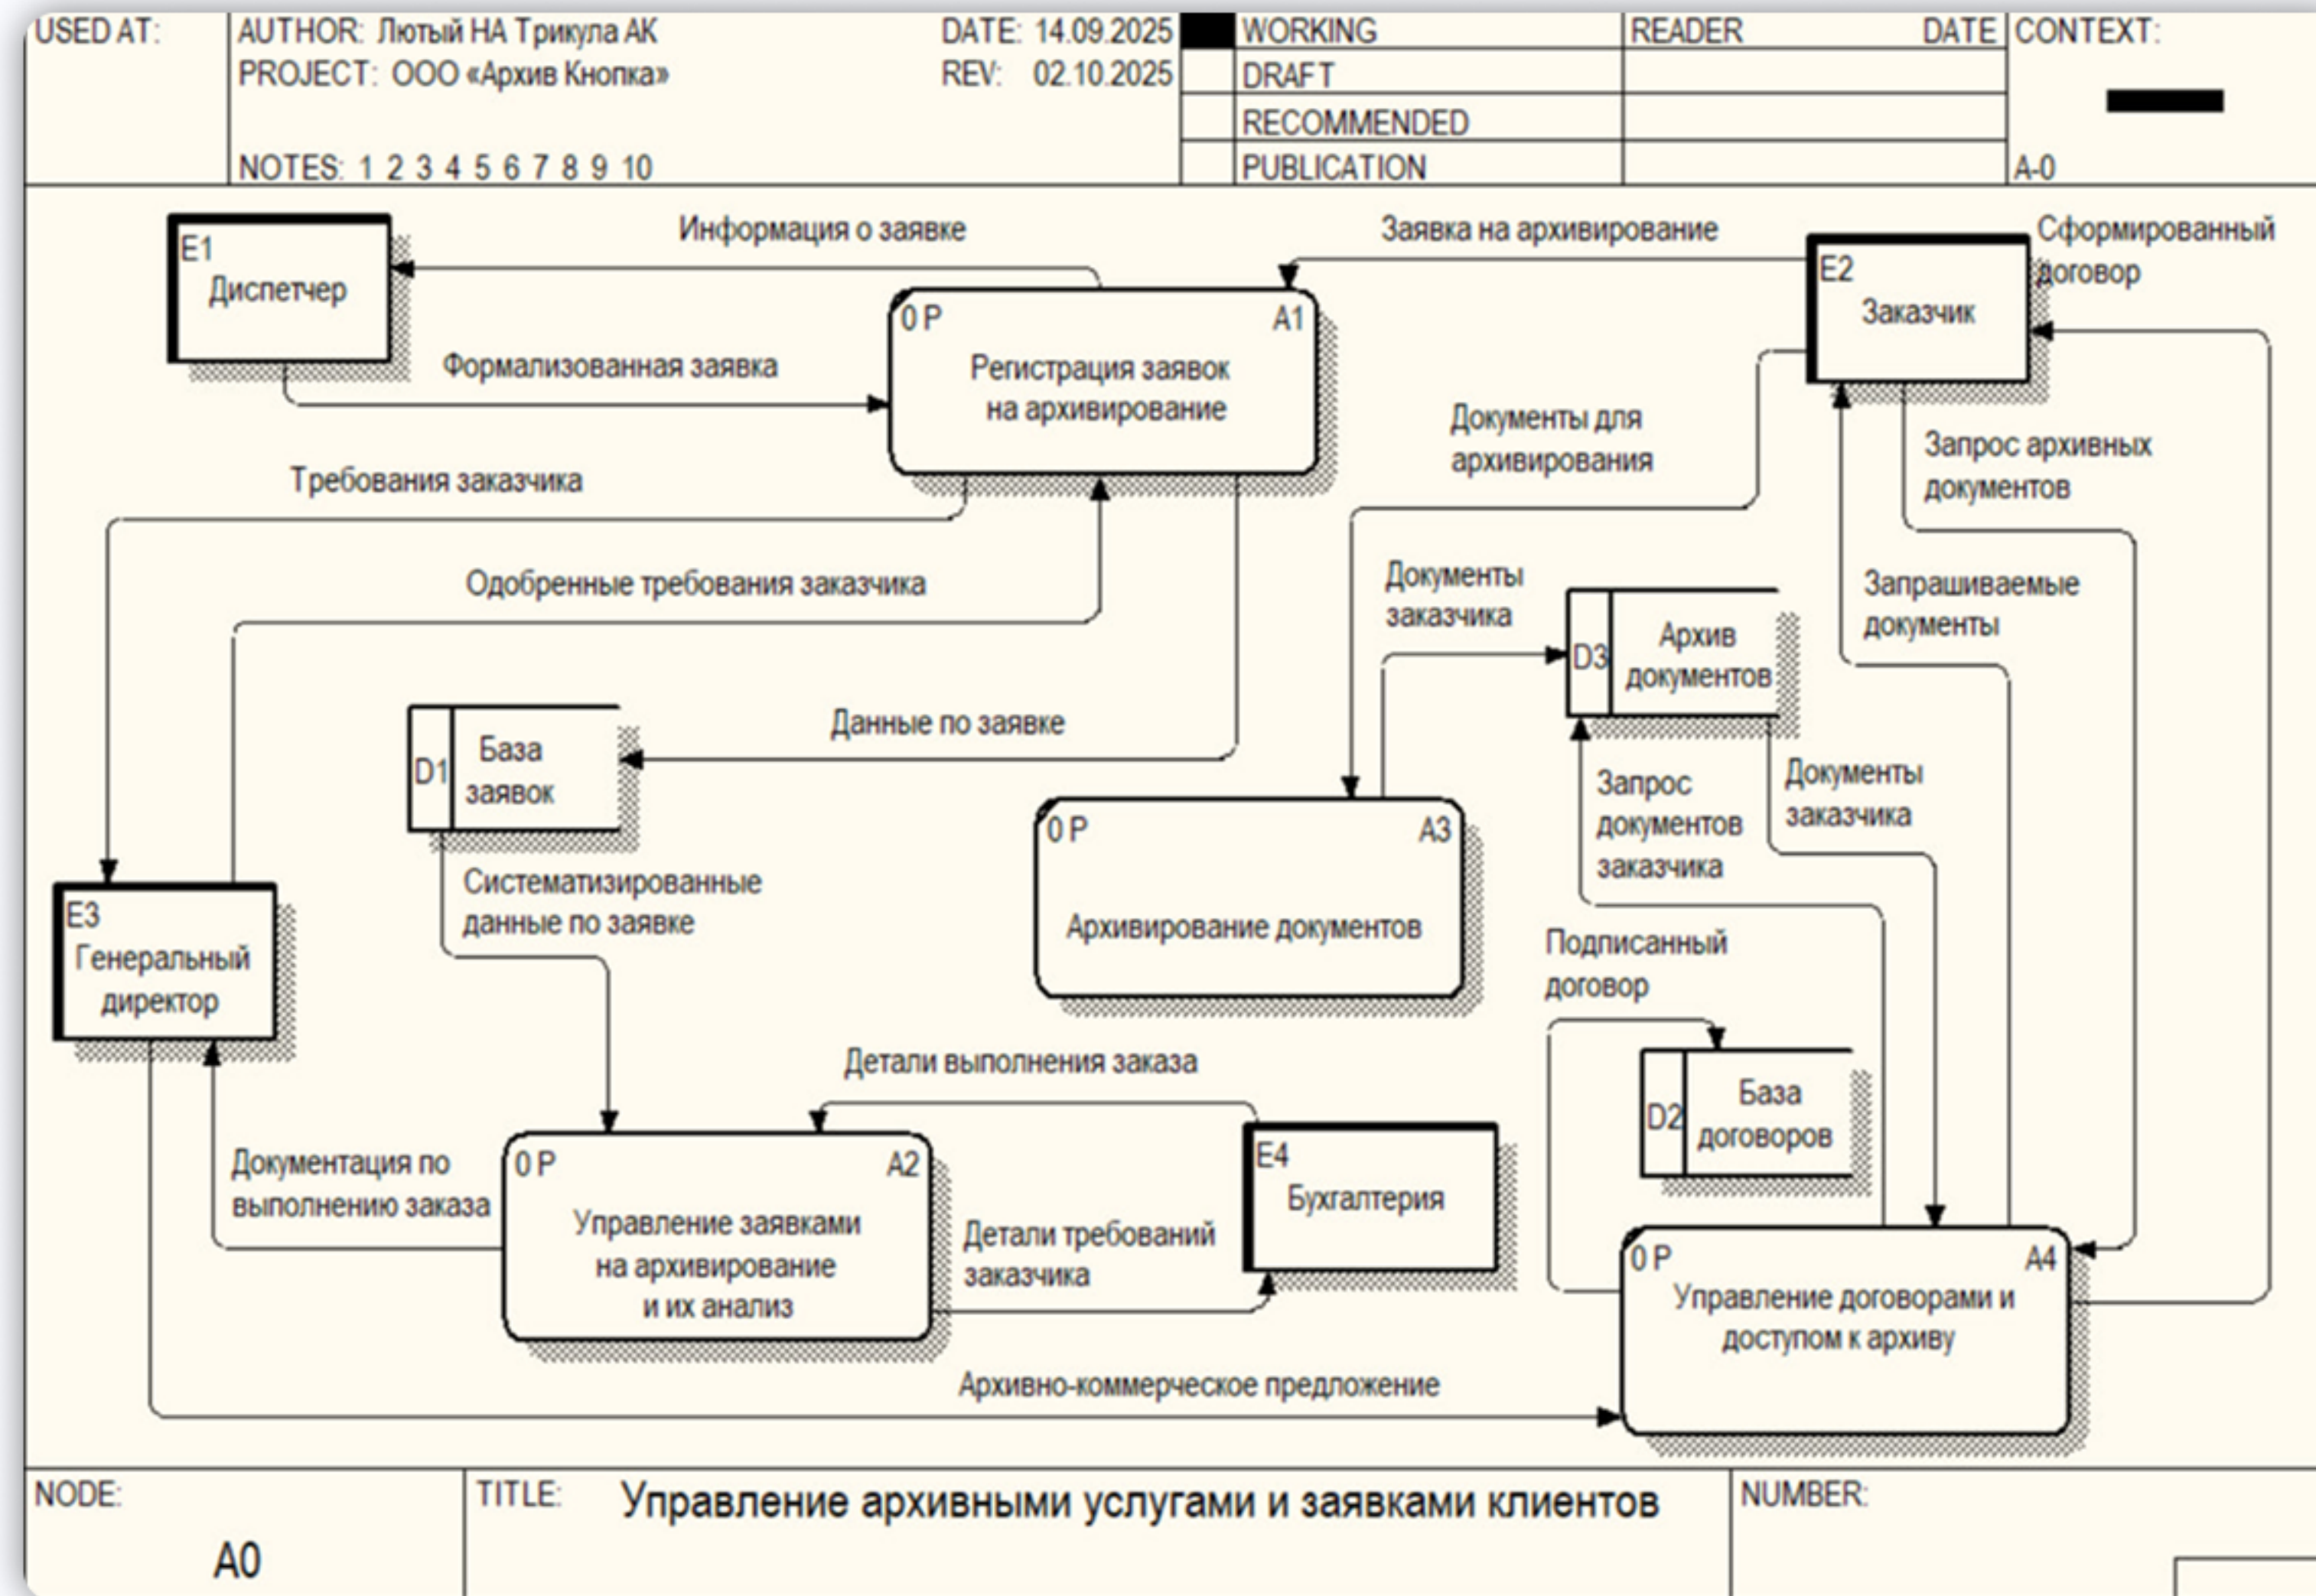 USED AT:
AUTHOR: Лютый НА Трикула АК
DATE: 14.09.2025
WORKING
READER
DATE
CONTEXT:
PROJECT: ООО «Архив Кнопка»
REV: 02.10.2025
DRAFT
RECOMMENDED
NOTES: 1 2 3 4 5 6 7 8 9 10
PUBLICATION
A-0
E1
Диспетчер
Информация о заявке
Заявка на архивирование
E2
Заказчик
Сформированный
договор
Формализованная заявка
0 P
A1
Регистрация заявок
на архивирование
Документы для
архивирования
Запрос архивных
документов
Требования заказчика
Одобренные требования заказчика
Документы
заказчика
D3
Архив
документов
Запрашиваемые
документы
D1
База
заявок
Данные по заявке
Запрос
документов
заказчика
Документы
заказчика
Систематизированные
данные по заявке
0 P
A3
Архивирование документов
E3
Генеральный
директор
Подписанный
договор
D2
База
договоров
Детали выполнения заказа
Документация по
выполнению заказа
0 P
A2
Управление заявками
на архивирование
и их анализ
E4
Бухгалтерия
Детали требований
заказчика
0 P
A4
Управление договорами и
доступом к архиву
Архивно-коммерческое предложение
NODE:
A0
TITLE:
Управление архивными услугами и заявками клиентов
NUMBER: